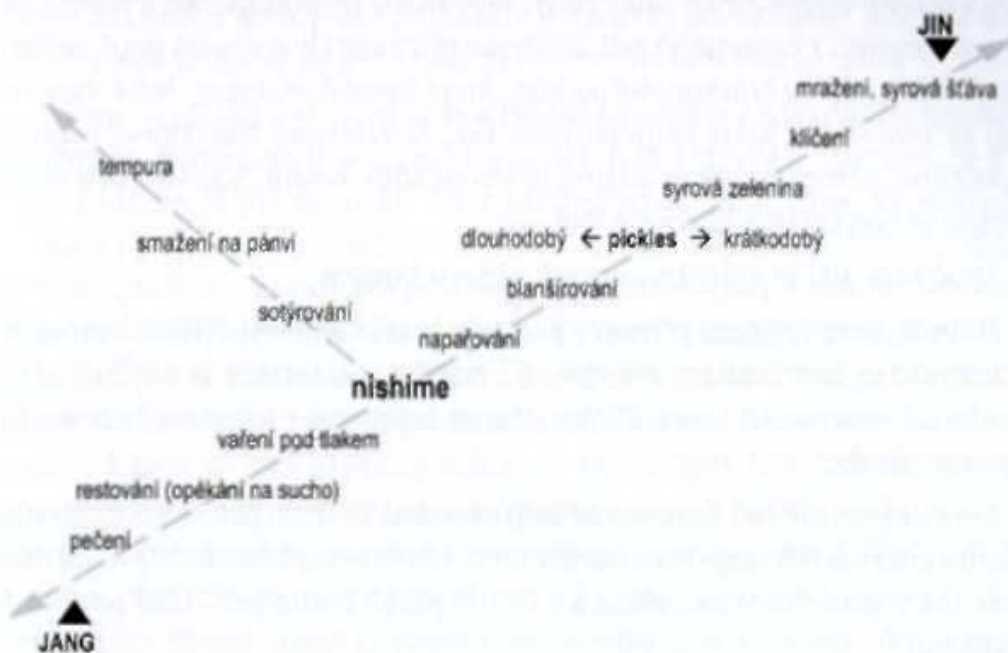 JIN
mražení, syrová šťáva
klíčení
tempura
syrová zelenina
smažení na pánvi
dlouhodobý ← pickles → krátkodobý
blanšírování
sotýrování
napařování
nishime
vaření pod tlakem
restování (opékání na sucho)
pečení
JANG